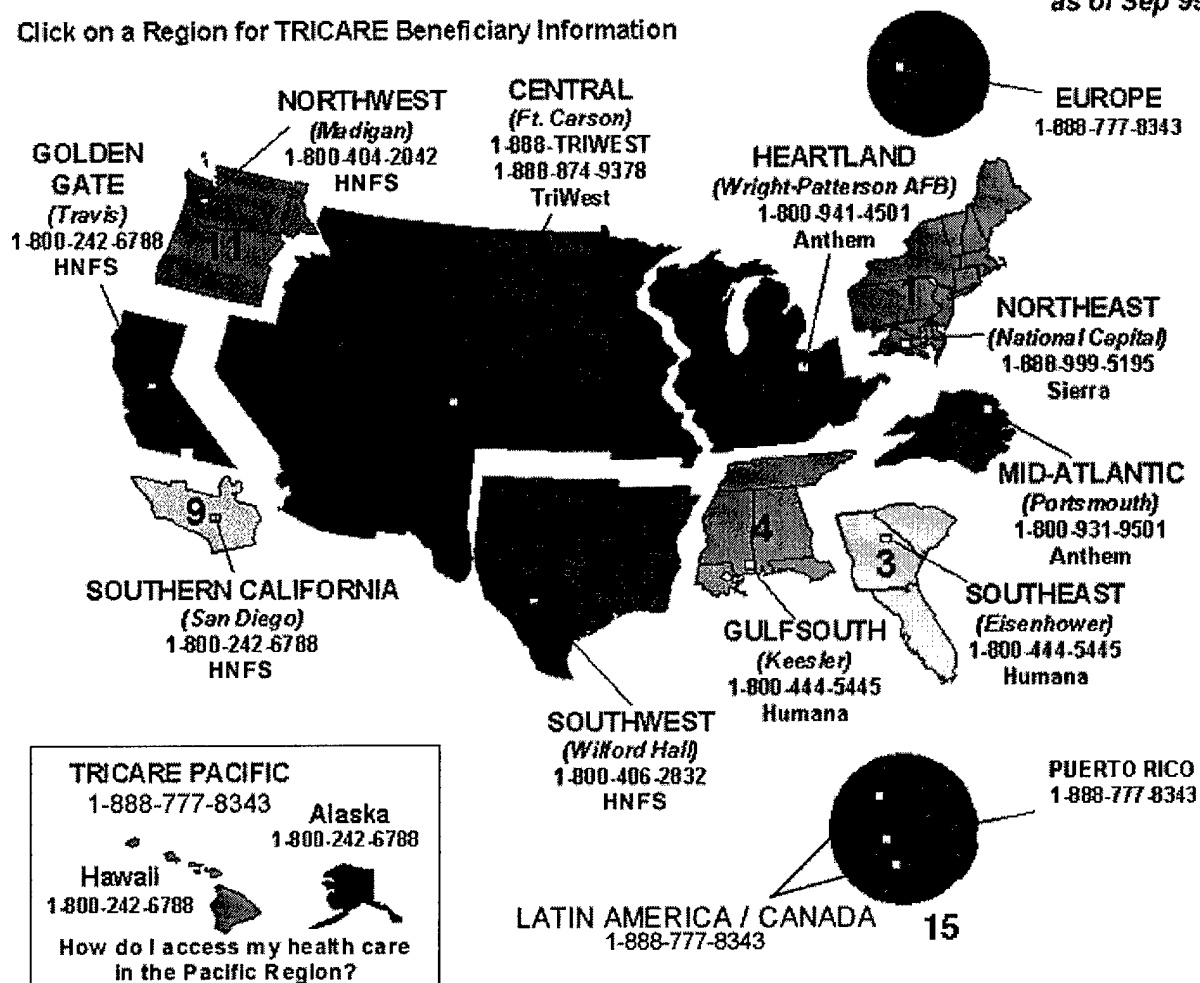 as of Sep 99
Click on a Region for TRICARE Beneficiary Information
EUROPE
1-888-777-8343
NORTHWEST
(Madigan)
1-800-404-2042
HNFS
CENTRAL
(Ft. Carson)
1-888-TRIWEST
1-888-874-9378
TriWest
GOLDEN
GATE
(Travis)
1-800-242-6788
HNFS
HEARTLAND
(Wright-Patterson AFB)
1-800-941-4501
Anthem
11
1
NORTHEAST
(National Capital)
1-888-999-5195
Sierra
MID-ATLANTIC
(Portsmouth)
1-800-931-9501
Anthem
9
SOUTHERN CALIFORNIA
(San Diego)
1-800-242-6788
HNFS
4
GULFSOUTH
(Keesler)
1-800-444-5445
Humana
3
SOUTHEAST
(Eisenhower)
1-800-444-5445
Humana
SOUTHWEST
(Wilford Hall)
1-800-406-2832
HNFS
TRICARE PACIFIC
1-888-777-8343
Alaska
1-800-242-6788
Hawaii
1-800-242-6788
How do I access my health care
in the Pacific Region?
PUERTO RICO
1-888-777-8343
LATIN AMERICA / CANADA
1-888-777-8343
15